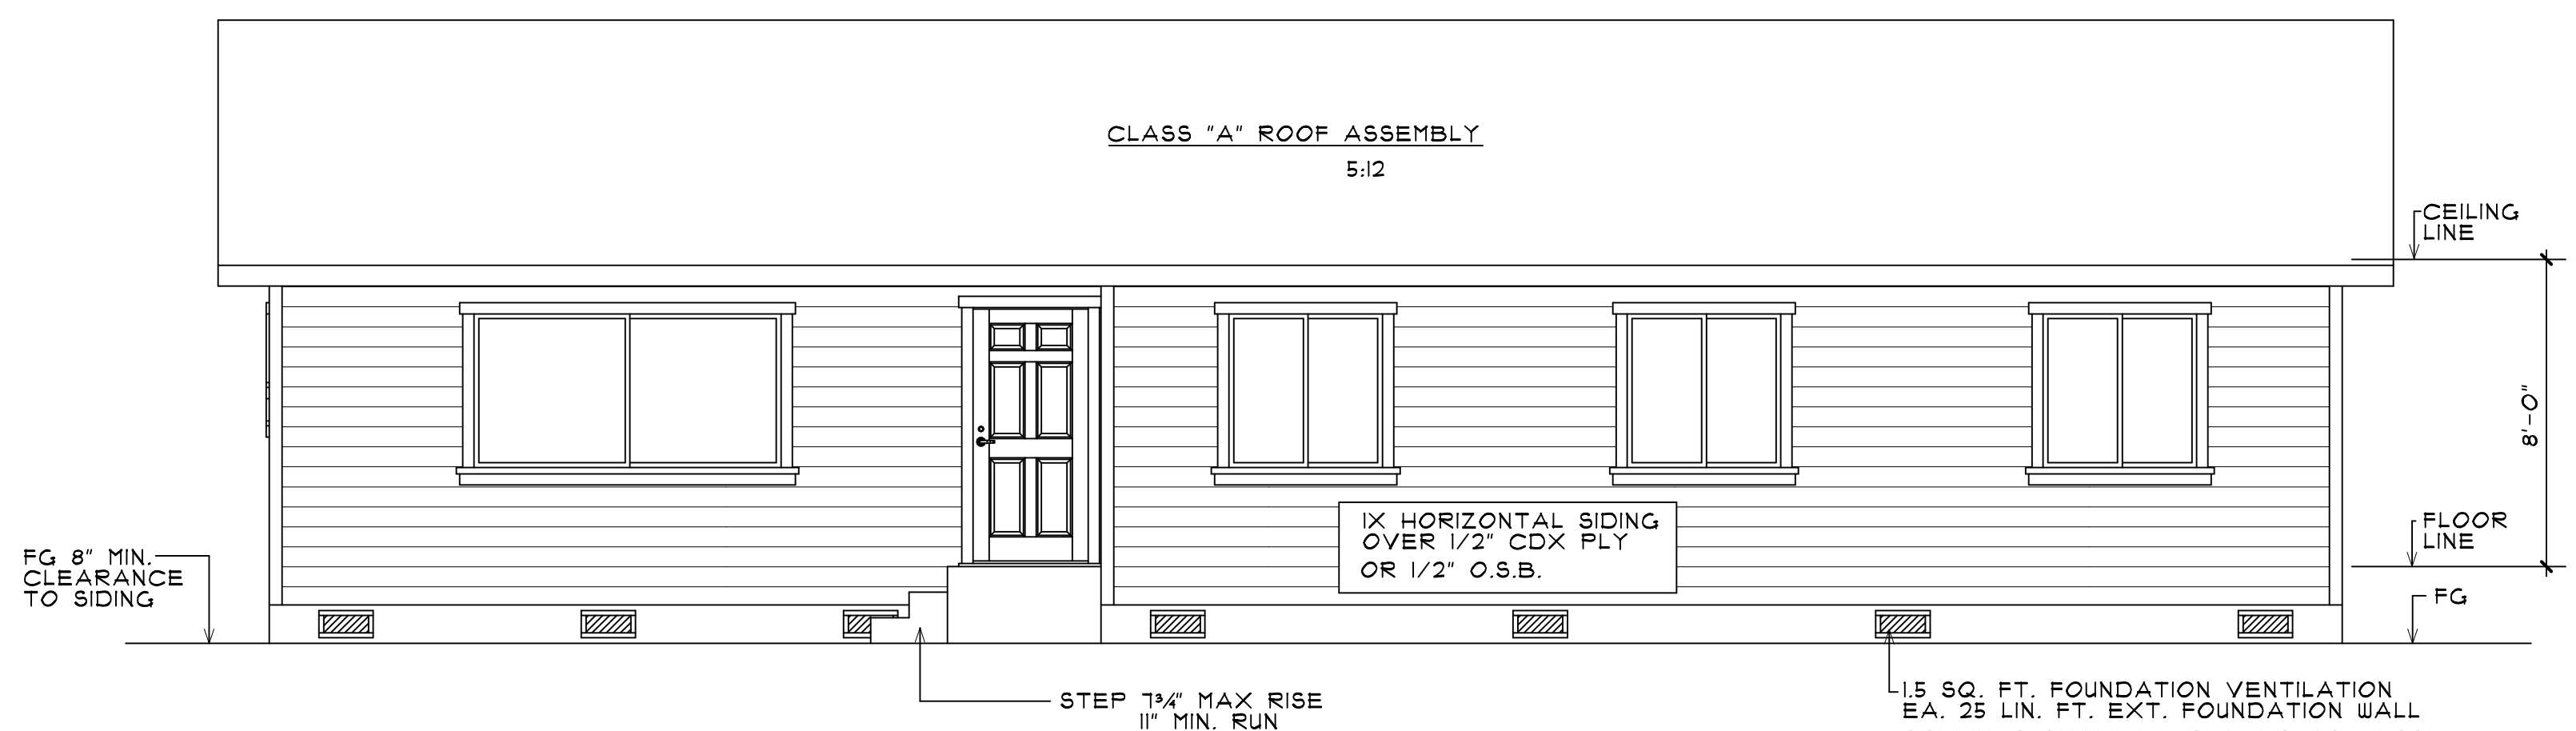 CLASS "A" ROOF ASSEMBLY
5:12
CEILING
LINE
8'-0"
1X HORIZONTAL SIDING
OVER 1/2" CDX PLY
OR 1/2" O.S.B.
FLOOR
LINE
FG 8" MIN.
CLEARANCE
TO SIDING
FG
STEP 7¾" MAX RISE
11" MIN. RUN
1.5 SQ. FT. FOUNDATION VENTILATION
EA. 25 LIN. FT. EXT. FOUNDATION WALL